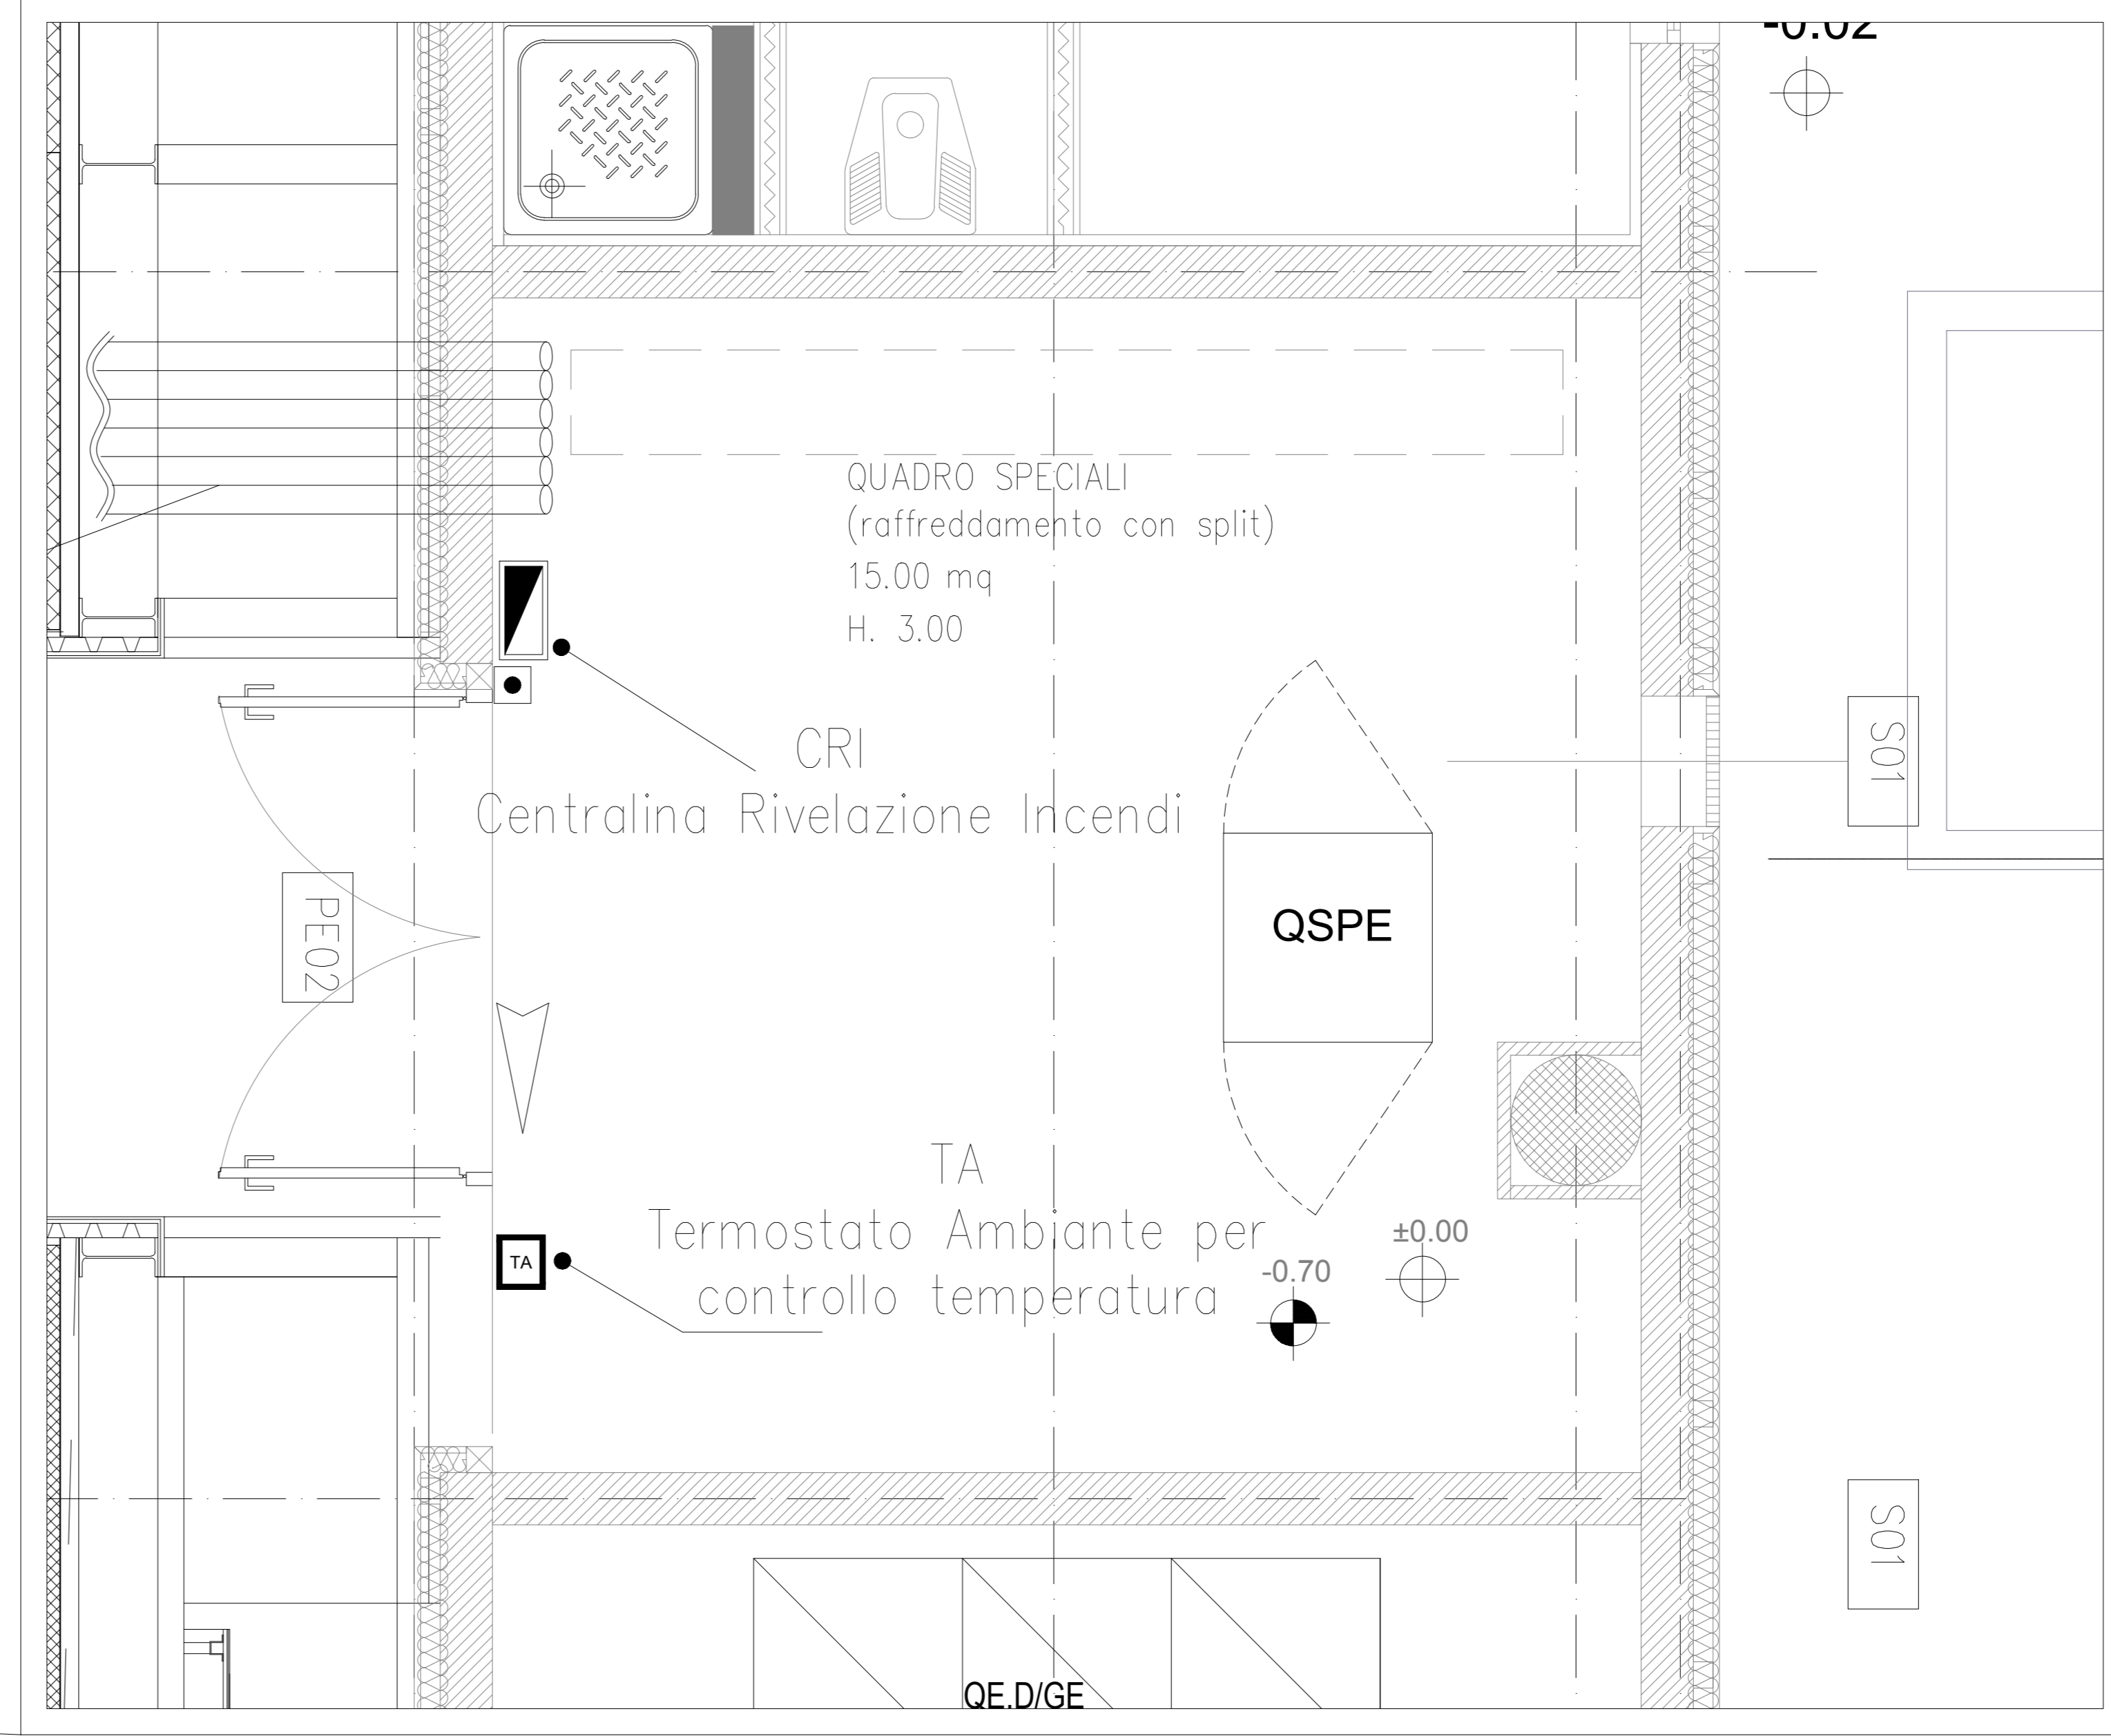 -0.02
QUADRO SPECIALI
(raffreddamento con split)
15.00 mq
H. 3.00
S01
CRI
Centralina Rivelazione Incendi
PE02
QSPE
TA
Termostato Ambiante per
controllo temperatura
TA
±0.00
-0.70
S01
QE.D/GE